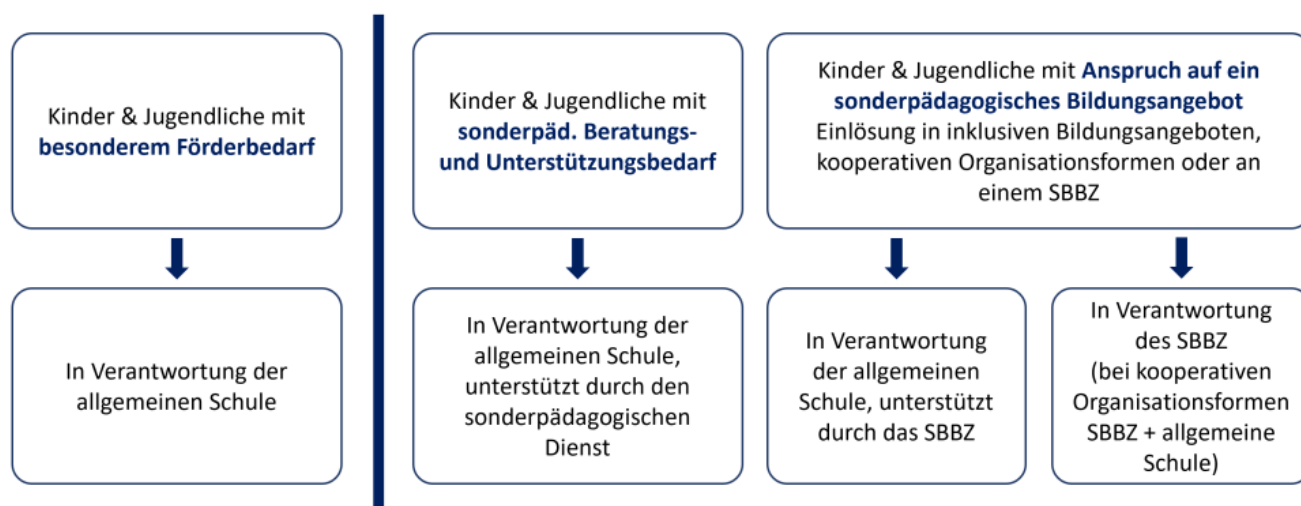 Kinder & Jugendliche mit
besonderem Förderbedarf
Kinder & Jugendliche mit
sonderpäd. Beratungs-
und Unterstützungsbedarf
Kinder & Jugendliche mit Anspruch auf ein
sonderpädagogisches Bildungsangebot
Einlösung in inklusiven Bildungsangeboten,
kooperativen Organisationsformen oder an
einem SBBZ
In Verantwortung der
allgemeinen Schule
In Verantwortung der
allgemeinen Schule,
unterstützt durch den
sonderpädagogischen
Dienst
In Verantwortung
der allgemeinen
Schule, unterstützt
durch das SBBZ
In Verantwortung
des SBBZ
(bei kooperativen
Organisationsformen
SBBZ + allgemeine
Schule)